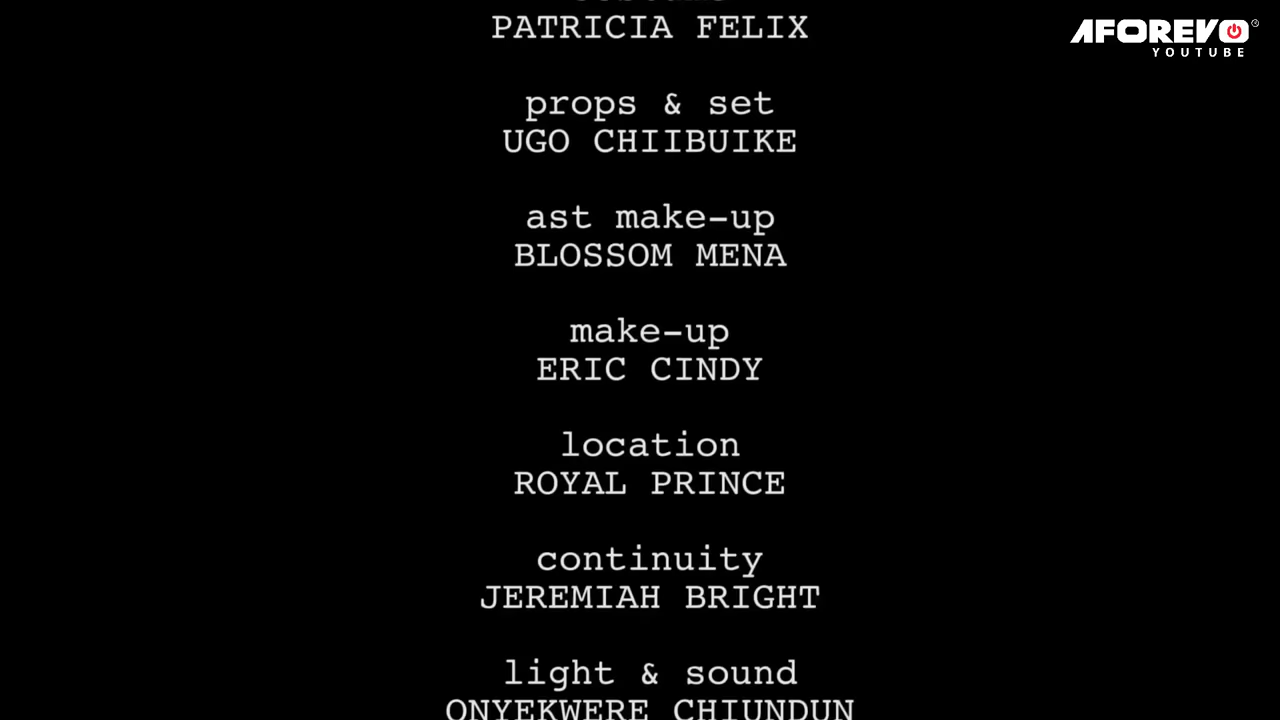 PATRICIA FELIX
AFOREVO
YOUTUBE
props & set
UGO CHIIBUIKE
ast make-up
BLOSSOM MENA
make-up
ERIC CINDY
location
ROYAL PRINCE
continuity
JEREMIAH BRIGHT
light & sound
ONYEKWERE CHIUNDUN